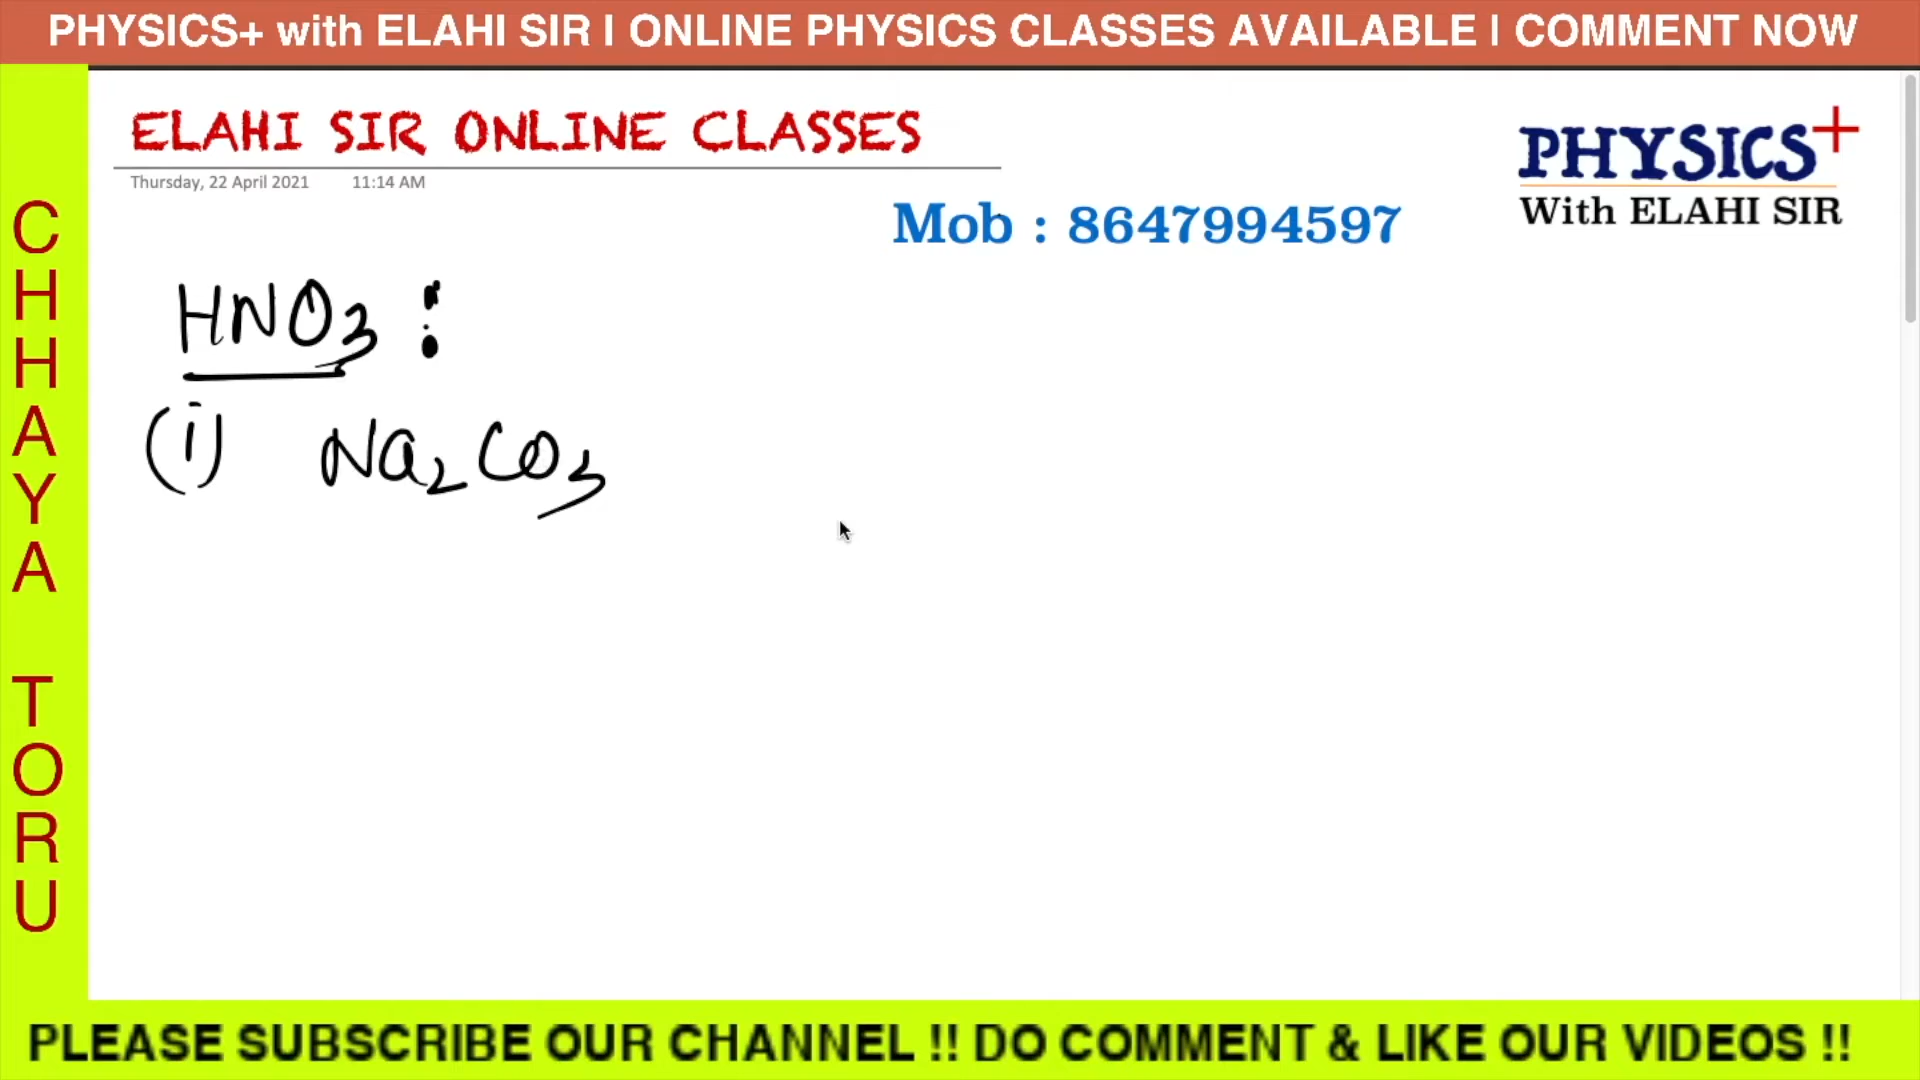 PHYSICS+ with ELAHI SIR I ONLINE PHYSICS CLASSES AVAILABLE I COMMENT NOW
ELAHI SIR ONLINE CLASSES
Thursday, 22 April 2021 11:14 AM
PHYSICS+
With ELAHI SIR
Mob : 8647994597
HNO3 :
(i) Na2CO3
CHHAYA TORU
PLEASE SUBSCRIBE OUR CHANNEL !! DO COMMENT & LIKE OUR VIDEOS !!